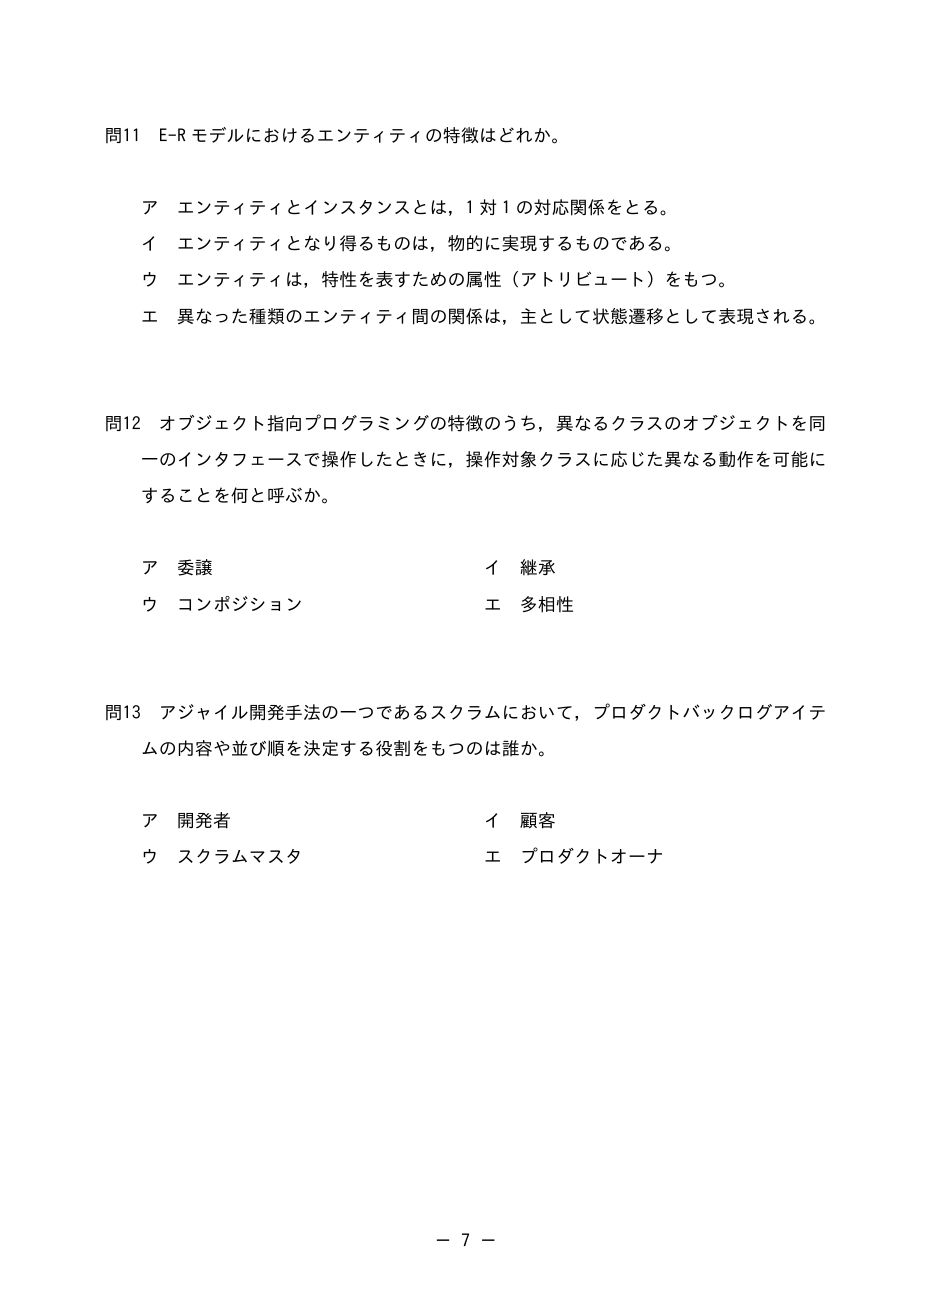 問11　E-R モデルにおけるエンティティの特徴はどれか。
ア　エンティティとインスタンスとは，1 対 1 の対応関係をとる。
イ　エンティティとなり得るものは，物的に実現するものである。
ウ　エンティティは，特性を表すための属性（アトリビュート）をもつ。
エ　異なった種類のエンティティ間の関係は，主として状態遷移として表現される。
問12　オブジェクト指向プログラミングの特徴のうち，異なるクラスのオブジェクトを同
一のインタフェースで操作したときに，操作対象クラスに応じた異なる動作を可能に
することを何と呼ぶか。
ア　委譲　イ　継承
ウ　コンポジション　エ　多相性
問13　アジャイル開発手法の一つであるスクラムにおいて，プロダクトバックログアイテ
ムの内容や並び順を決定する役割をもつのは誰か。
ア　開発者　イ　顧客
ウ　スクラムマスタ　エ　プロダクトオーナ
－ 7 －